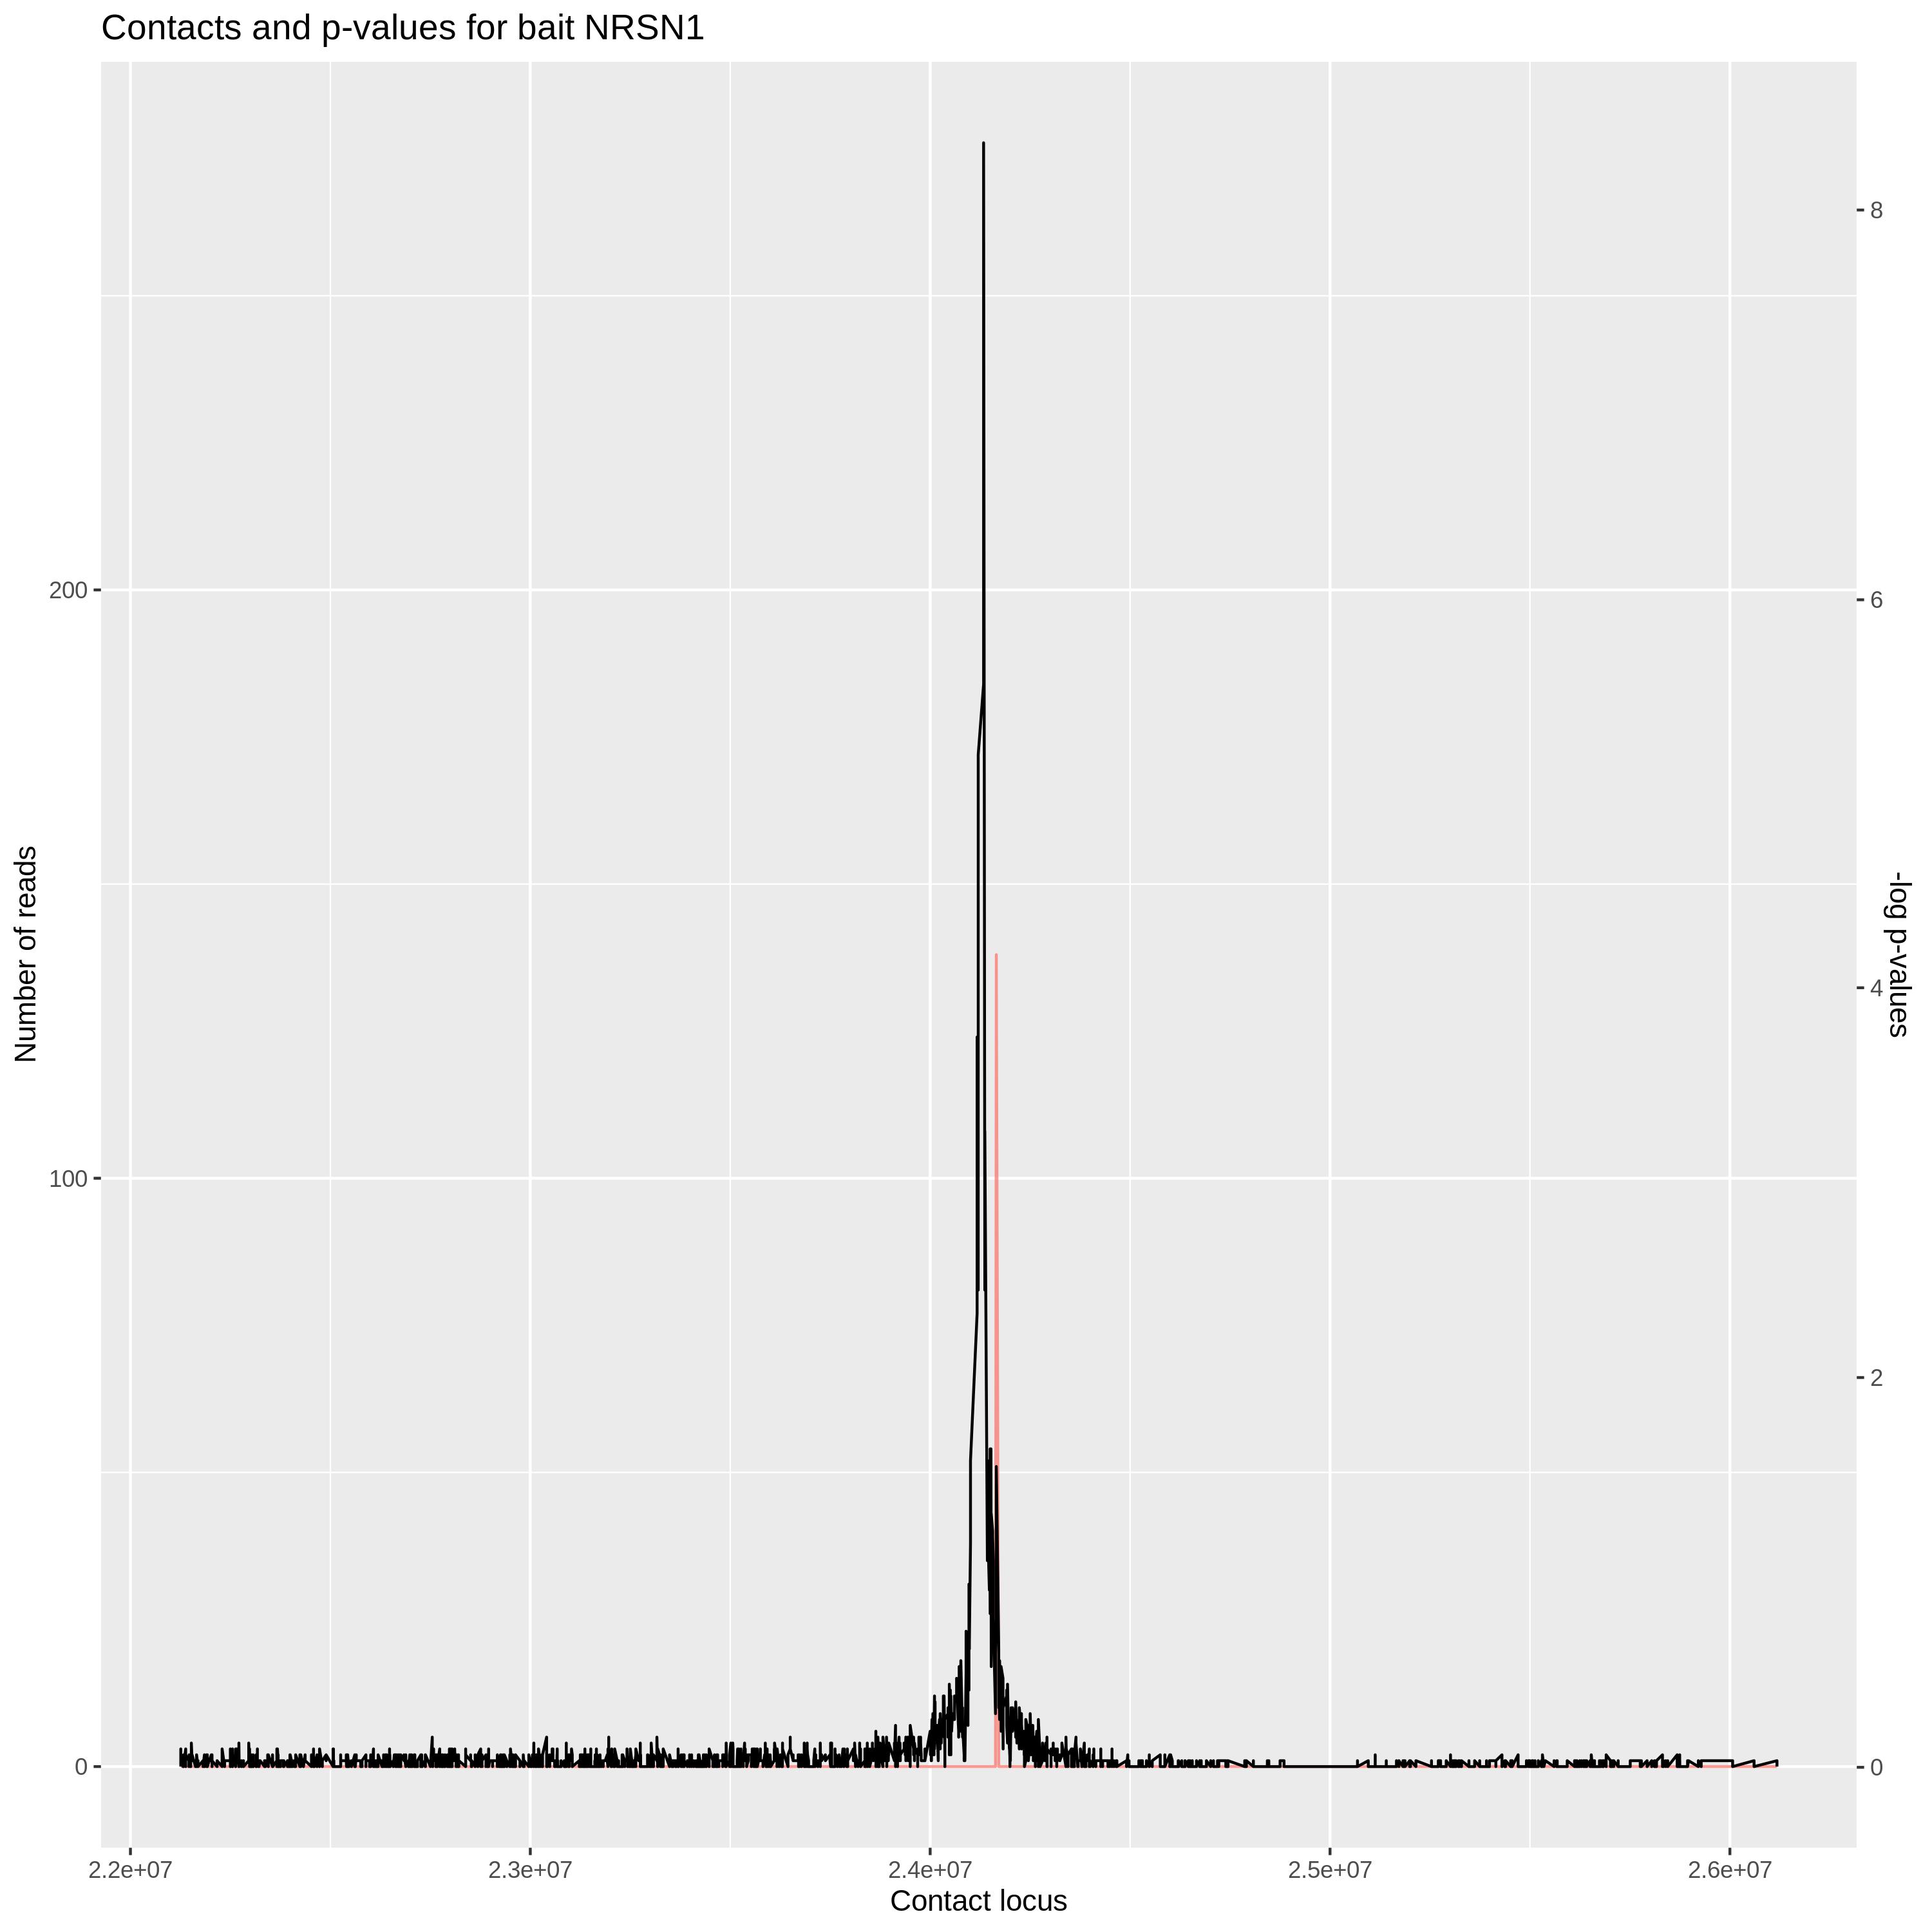 Contacts and p-values for bait NRSN1
8
200
6
Number of reads
-log p-values
4
100
2
0
0
2.2e+07 2.3e+07 2.4e+07 2.5e+07 2.6e+07
Contact locus